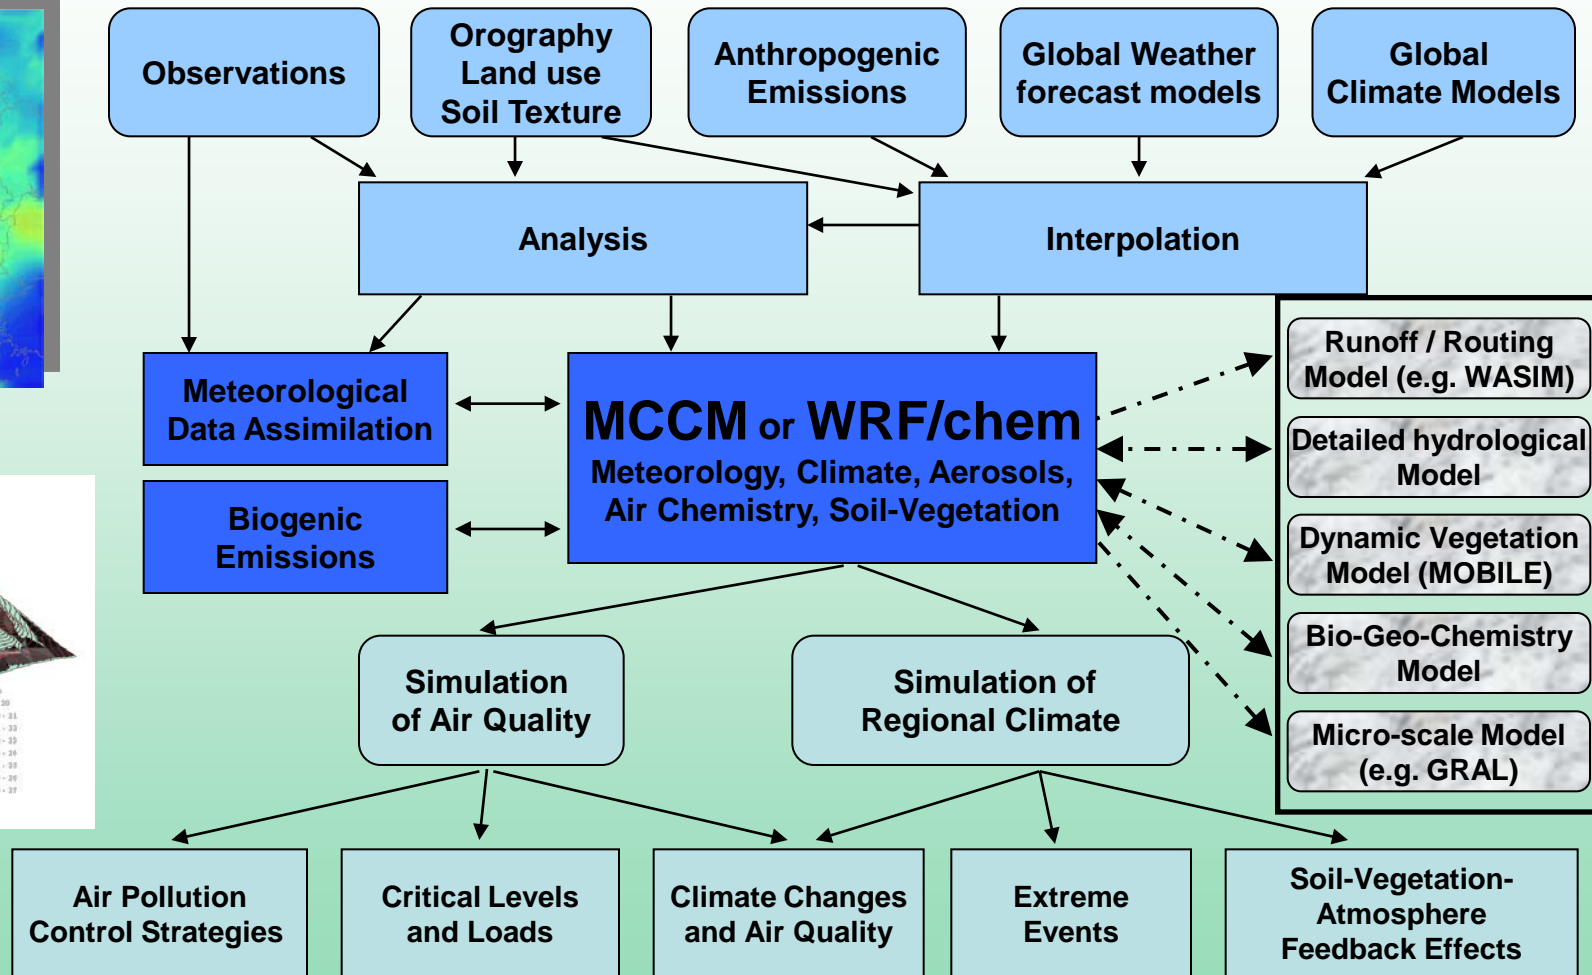 Observations
Orography
Land use
Soil Texture
Anthropogenic
Emissions
Global Weather
forecast models
Global
Climate Models
Analysis
Interpolation
Meteorological
Data Assimilation
MCCM or WRF/chem
Meteorology, Climate, Aerosols,
Air Chemistry, Soil-Vegetation
Biogenic
Emissions
Runoff / Routing
Model (e.g. WASIM)
Detailed hydrological
Model
Dynamic Vegetation
Model (MOBILE)
Bio-Geo-Chemistry
Model
Micro-scale Model
(e.g. GRAL)
Simulation
of Air Quality
Simulation of
Regional Climate
Air Pollution
Control Strategies
Critical Levels
and Loads
Climate Changes
and Air Quality
Extreme
Events
Soil-Vegetation-
Atmosphere
Feedback Effects